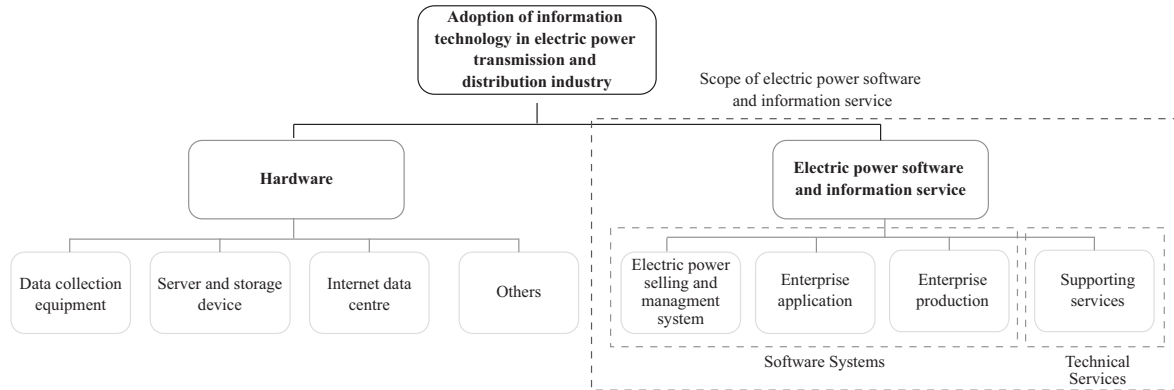 Adoption of information
technology in electric power
transmission and
distribution industry
Scope of electric power software
and information service
Hardware
Electric power software
and information service
Data collection
equipment
Server and storage
device
Internet data
centre
Others
Electric power
selling and
managment
system
Enterprise
application
Enterprise
production
Supporting
services
Software Systems
Technical
Services